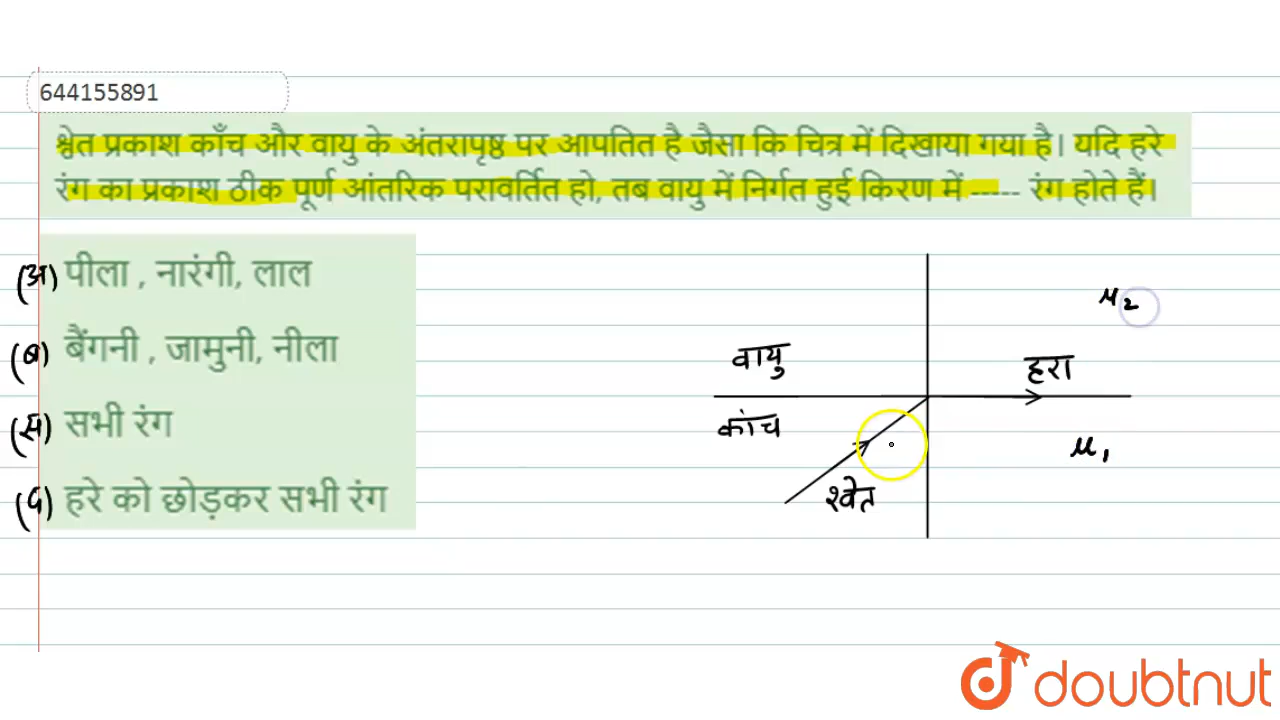 644155891
श्वेत प्रकाश काँच और वायु के अंतरापृष्ठ पर आपतित है जैसा कि चित्र में दिखाया गया है। यदि हरे
रंग का प्रकाश ठीक पूर्ण आंतरिक परावर्तित हो, तब वायु में निर्गत हुई किरण में ----- रंग होते हैं।
(अ) पीला , नारंगी, लाल
(ब) बैंगनी , जामुनी, नीला
(स) सभी रंग
(द) हरे को छोड़कर सभी रंग
μ2
वायु
हरा
कांच
μ1
श्वेत
doubtnut